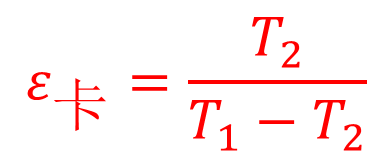 ε卡 = T2 / (T1 − T2)